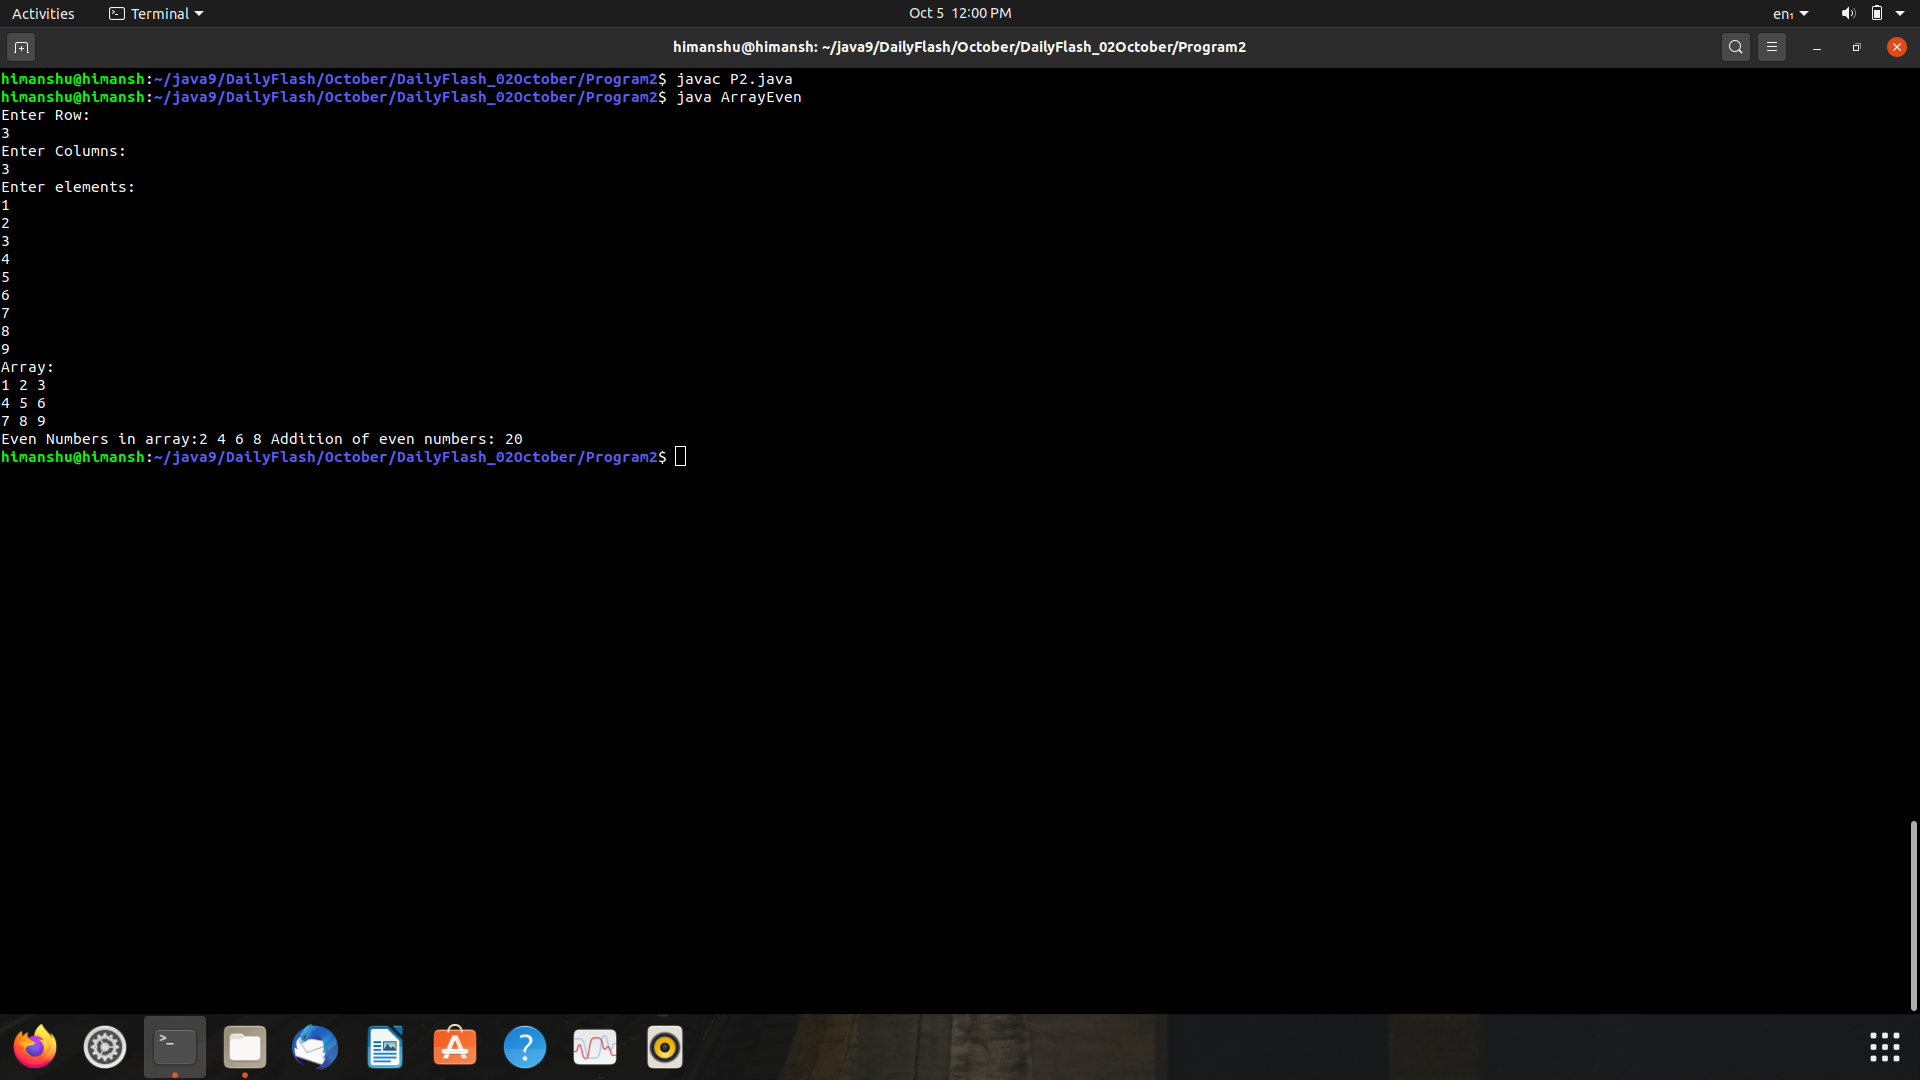 Activities
Terminal
Oct 5 12:00 PM
en₁
himanshu@himansh: ~/java9/DailyFlash/October/DailyFlash_02October/Program2
himanshu@himansh:~/java9/DailyFlash/October/DailyFlash_02October/Program2$ javac P2.java
himanshu@himansh:~/java9/DailyFlash/October/DailyFlash_02October/Program2$ java ArrayEven
Enter Row:
3
Enter Columns:
3
Enter elements:
1
2
3
4
5
6
7
8
9
Array:
1 2 3
4 5 6
7 8 9
Even Numbers in array:2 4 6 8 Addition of even numbers: 20
himanshu@himansh:~/java9/DailyFlash/October/DailyFlash_02October/Program2$